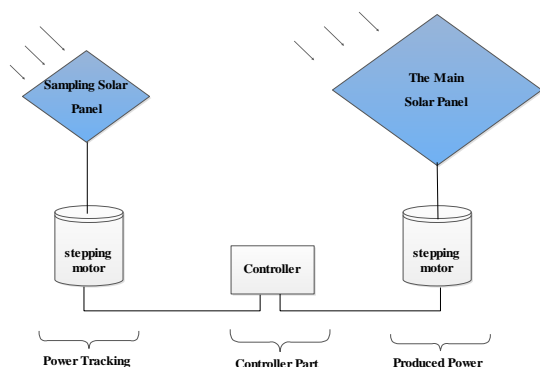 Sampling Solar
Panel
The Main
Solar Panel
stepping
motor
Controller
stepping
motor
Power Tracking
Controller Part
Produced Power